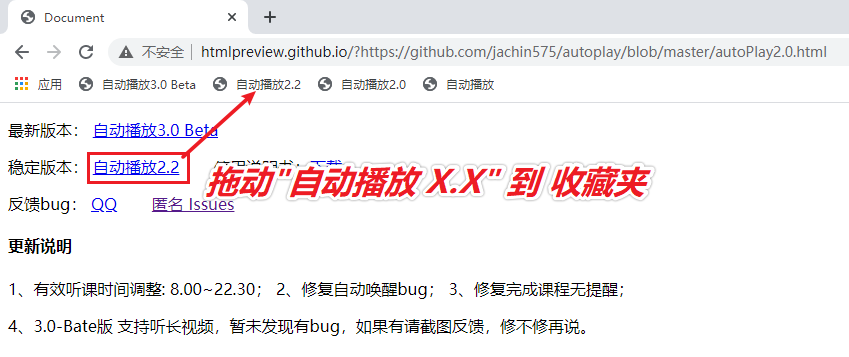 Document
不安全 | htmlpreview.github.io/?https://github.com/jachin575/autoplay/blob/master/autoPlay2.0.html
应用 自动播放3.0 Beta 自动播放2.2 自动播放2.0 自动播放
最新版本： 自动播放3.0 Beta
稳定版本： 自动播放2.2
拖动 "自动播放 X.X" 到 收藏夹
反馈bug： QQ 匿名 Issues
更新说明
1、有效听课时间调整: 8.00~22.30； 2、修复自动唤醒bug； 3、修复完成课程无提醒；
4、3.0-Bate版 支持听长视频，暂未发现有bug，如果有请截图反馈，修不修再说。